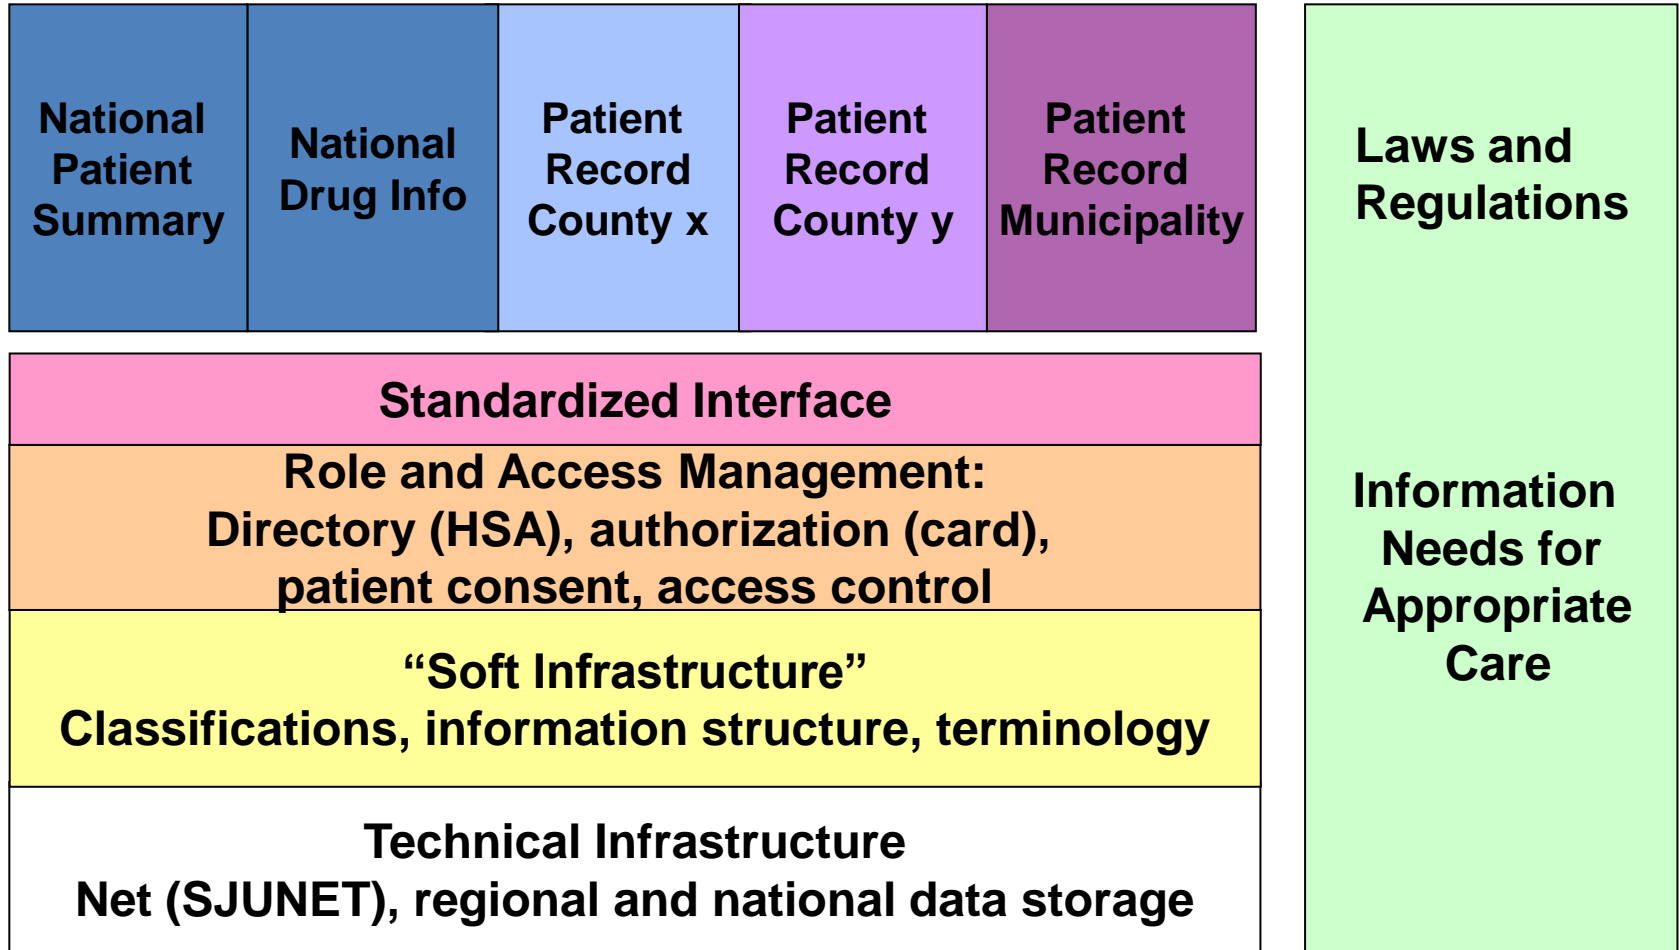 National
Patient
Summary
National
Drug Info
Patient
Record
County x
Patient
Record
County y
Patient
Record
Municipality
Standardized Interface
Role and Access Management:
Directory (HSA), authorization (card),
patient consent, access control
“Soft Infrastructure”
Classifications, information structure, terminology
Technical Infrastructure
Net (SJUNET), regional and national data storage
Laws and
Regulations
Information
Needs for
Appropriate
Care